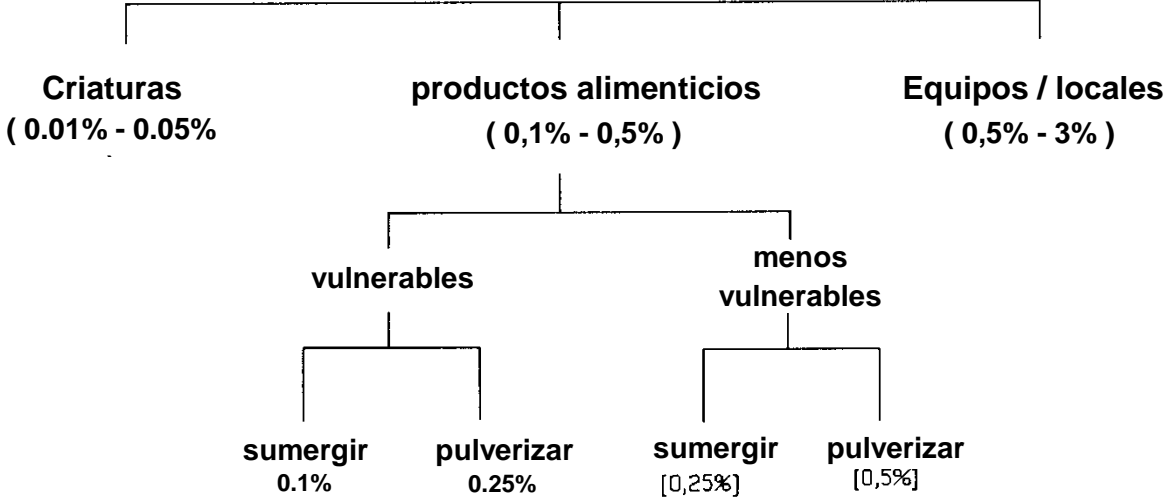 Criaturas
( 0.01% - 0.05%
productos alimenticios
( 0,1% - 0,5% )
Equipos / locales
( 0,5% - 3% )
vulnerables
menos
vulnerables
sumergir
0.1%
pulverizar
0.25%
sumergir
[0,25%]
pulverizar
[0,5%]